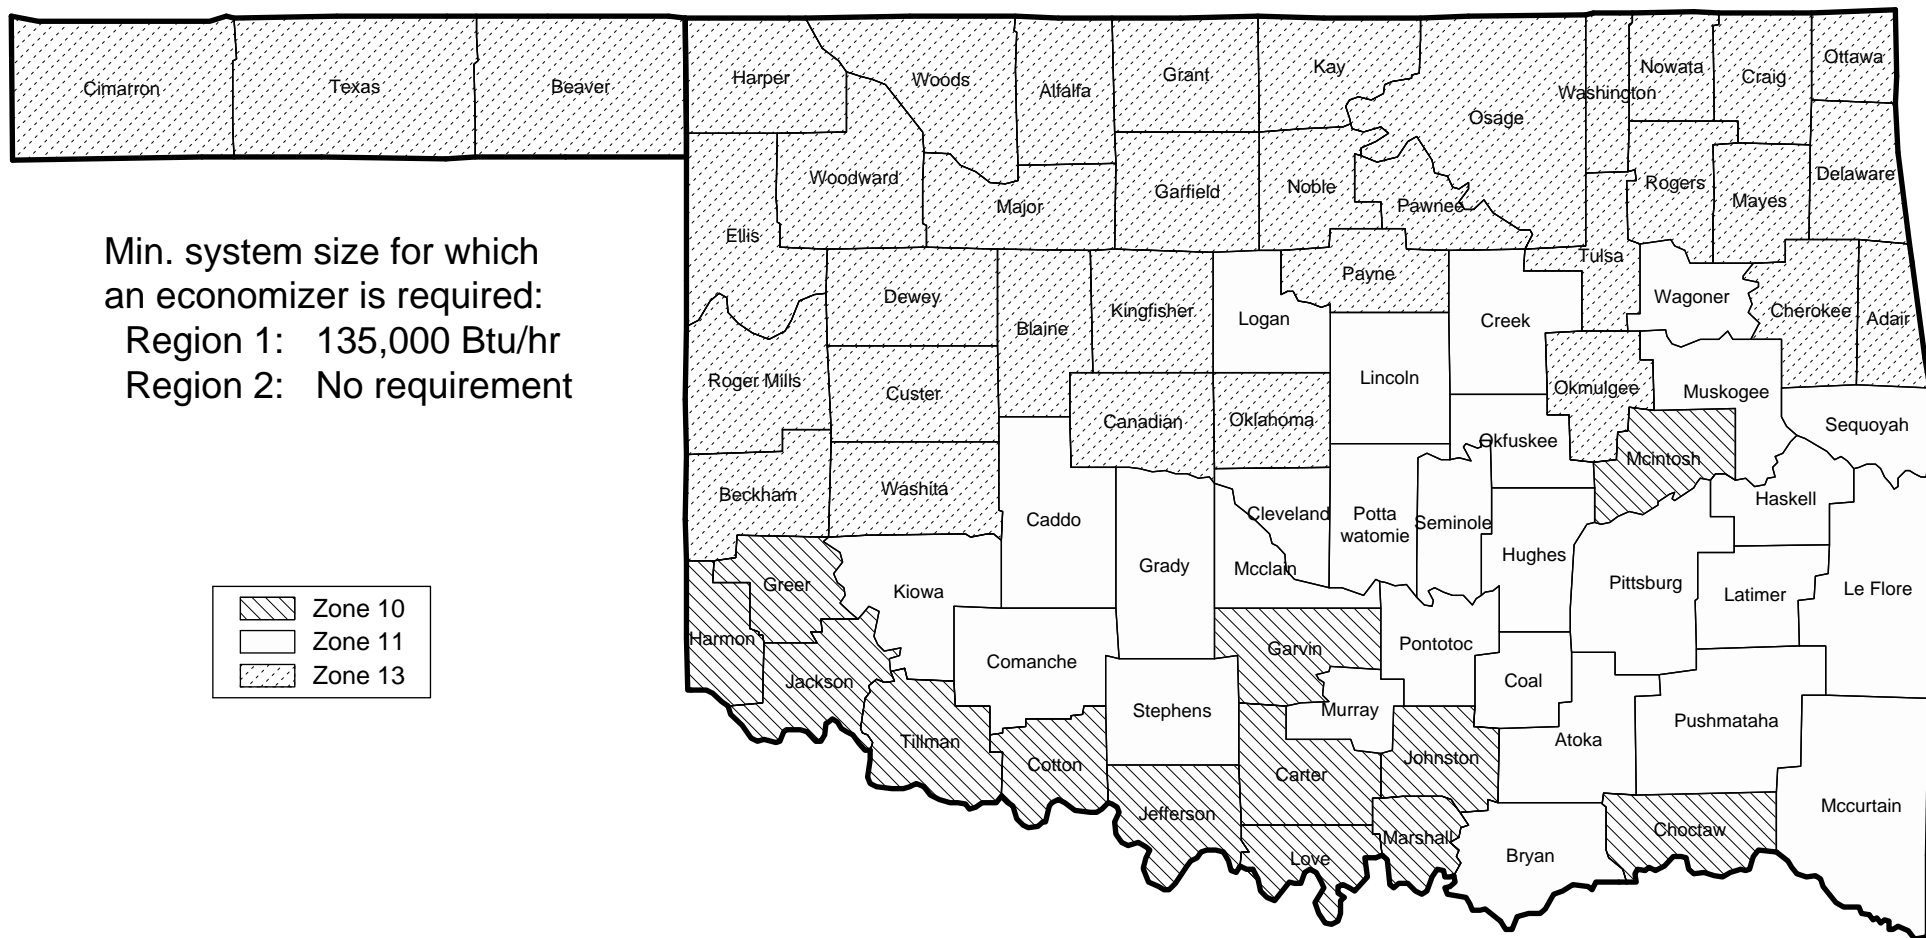 Cimarron
Texas
Beaver
Harper
Woods
Alfalfa
Grant
Kay
Osage
Washington
Nowata
Craig
Ottawa
Woodward
Major
Garfield
Noble
Pawnee
Rogers
Mayes
Delaware
Ellis
Min. system size for which
an economizer is required:
Region 1: 135,000 Btu/hr
Region 2: No requirement
Dewey
Blaine
Kingfisher
Logan
Payne
Creek
Tulsa
Wagoner
Cherokee
Adair
Roger Mills
Custer
Canadian
Oklahoma
Lincoln
Okmulgee
Muskogee
Sequoyah
Beckham
Washita
Caddo
Grady
Cleveland
Mcclain
Potta
watomie
Seminole
Okfuskee
Hughes
Mcintosh
Haskell
Pittsburg
Latimer
Le Flore
Greer
Harmon
Kiowa
Jackson
Comanche
Garvin
Pontotoc
Coal
Tillman
Cotton
Stephens
Murray
Johnston
Atoka
Pushmataha
Jefferson
Carter
Love
Marshall
Bryan
Choctaw
Mccurtain
Zone 10
Zone 11
Zone 13